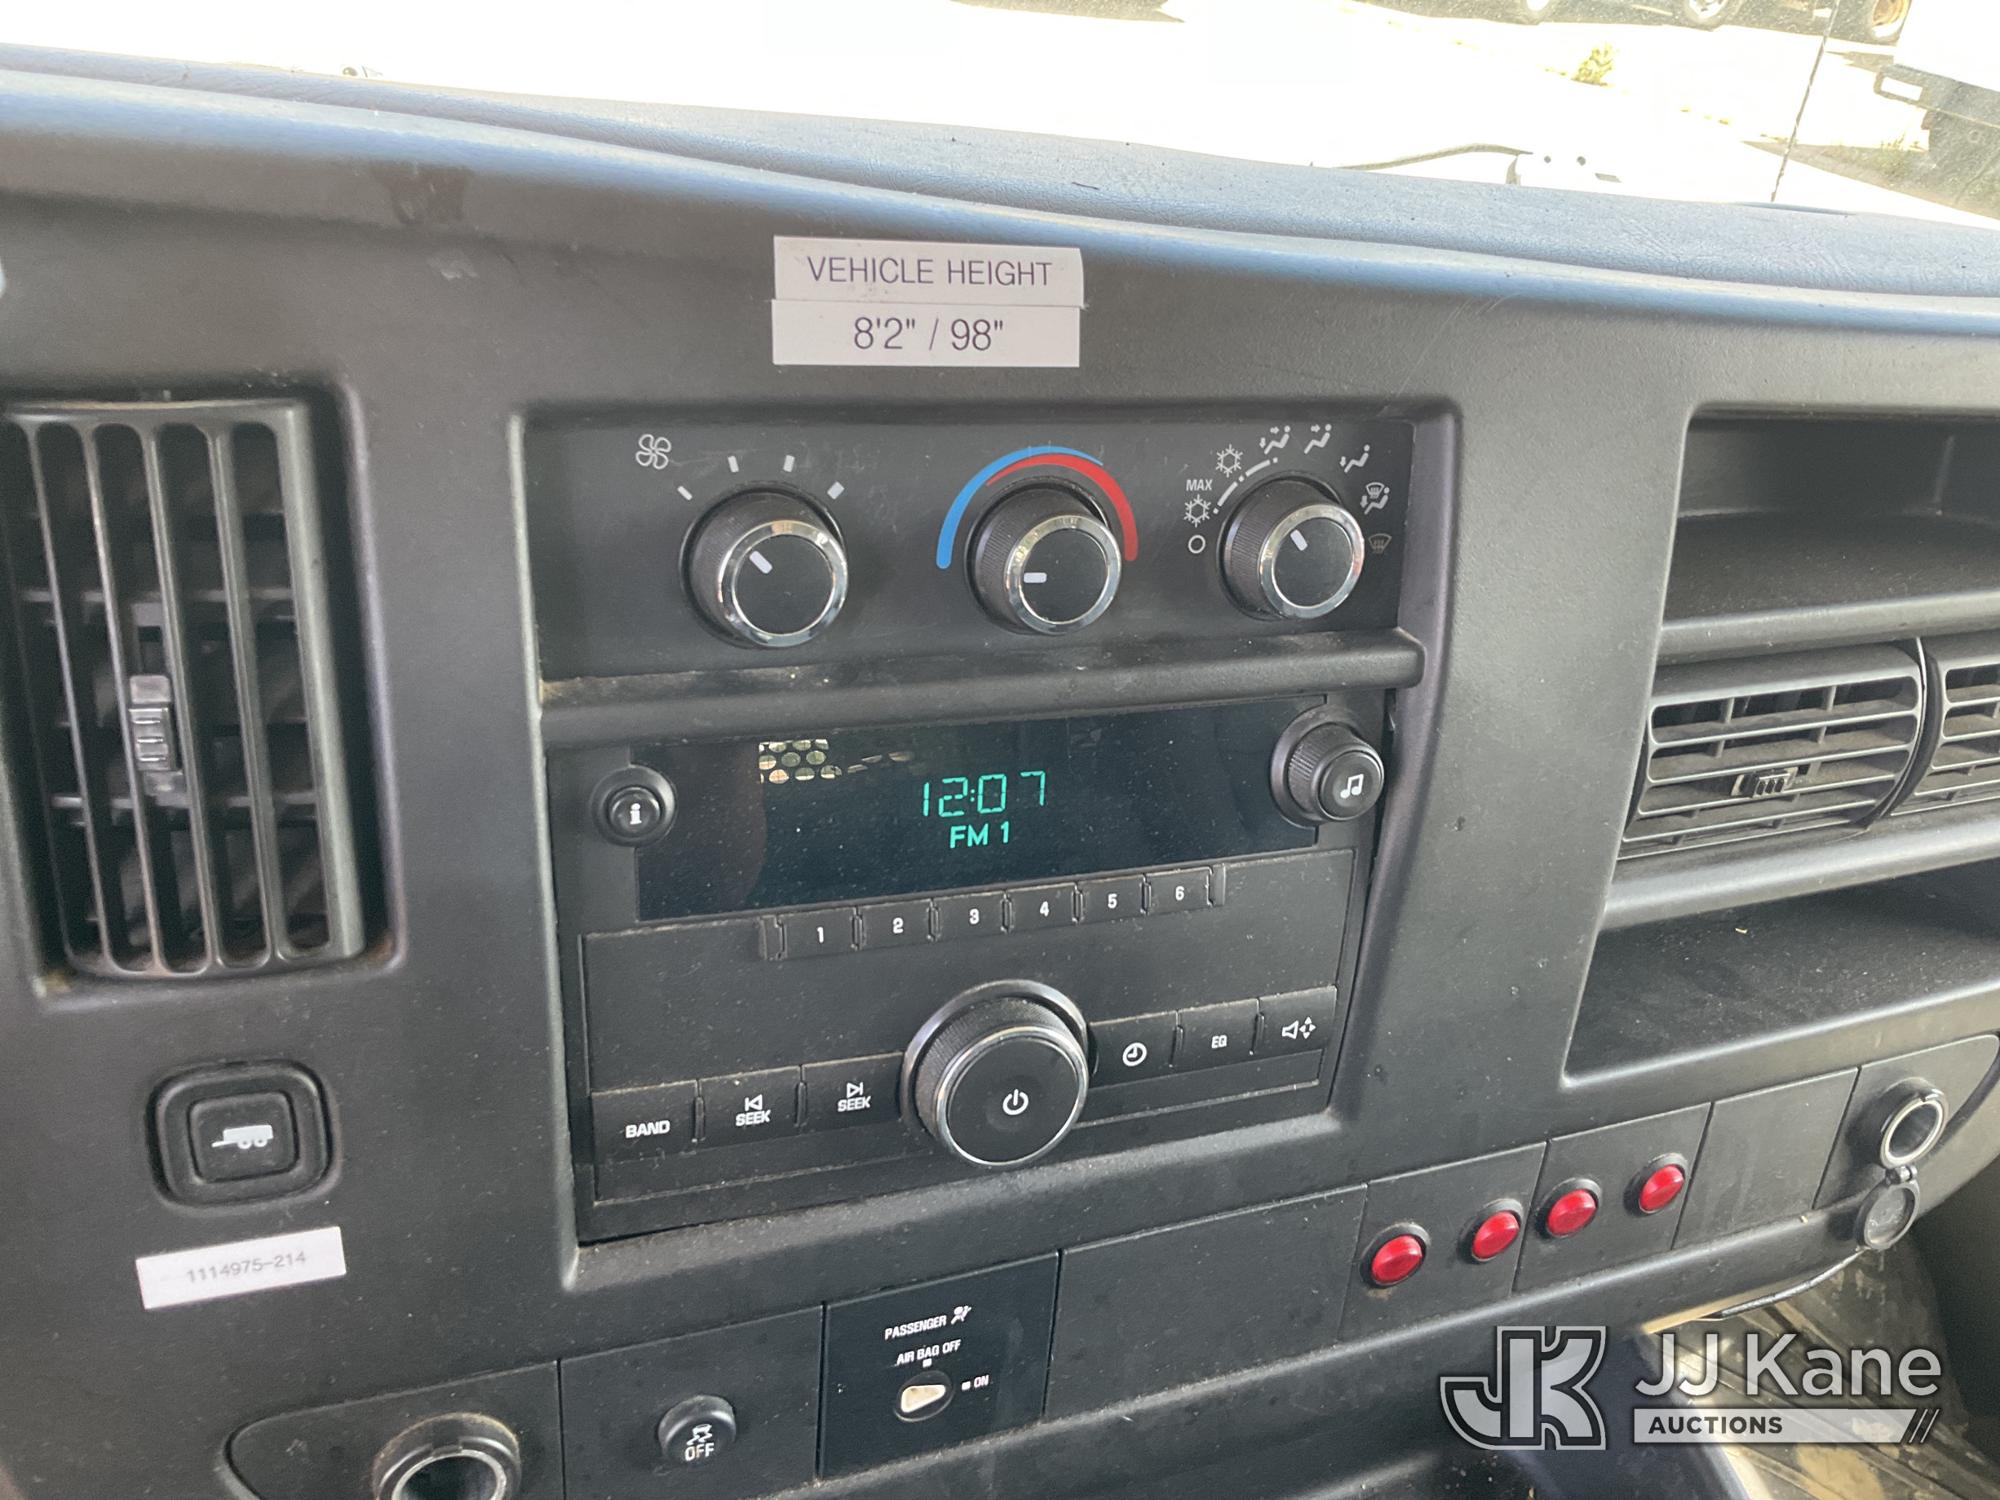 VEHICLE HEIGHT
8'2" / 98"
MAX
12:07
FM 1
i
1 2 3 4 5 6
BAND SEEK SEEK EQ
1114975-214
PASSENGER
AIR BAG OFF
ON
OFF
JK JJ Kane
AUCTIONS